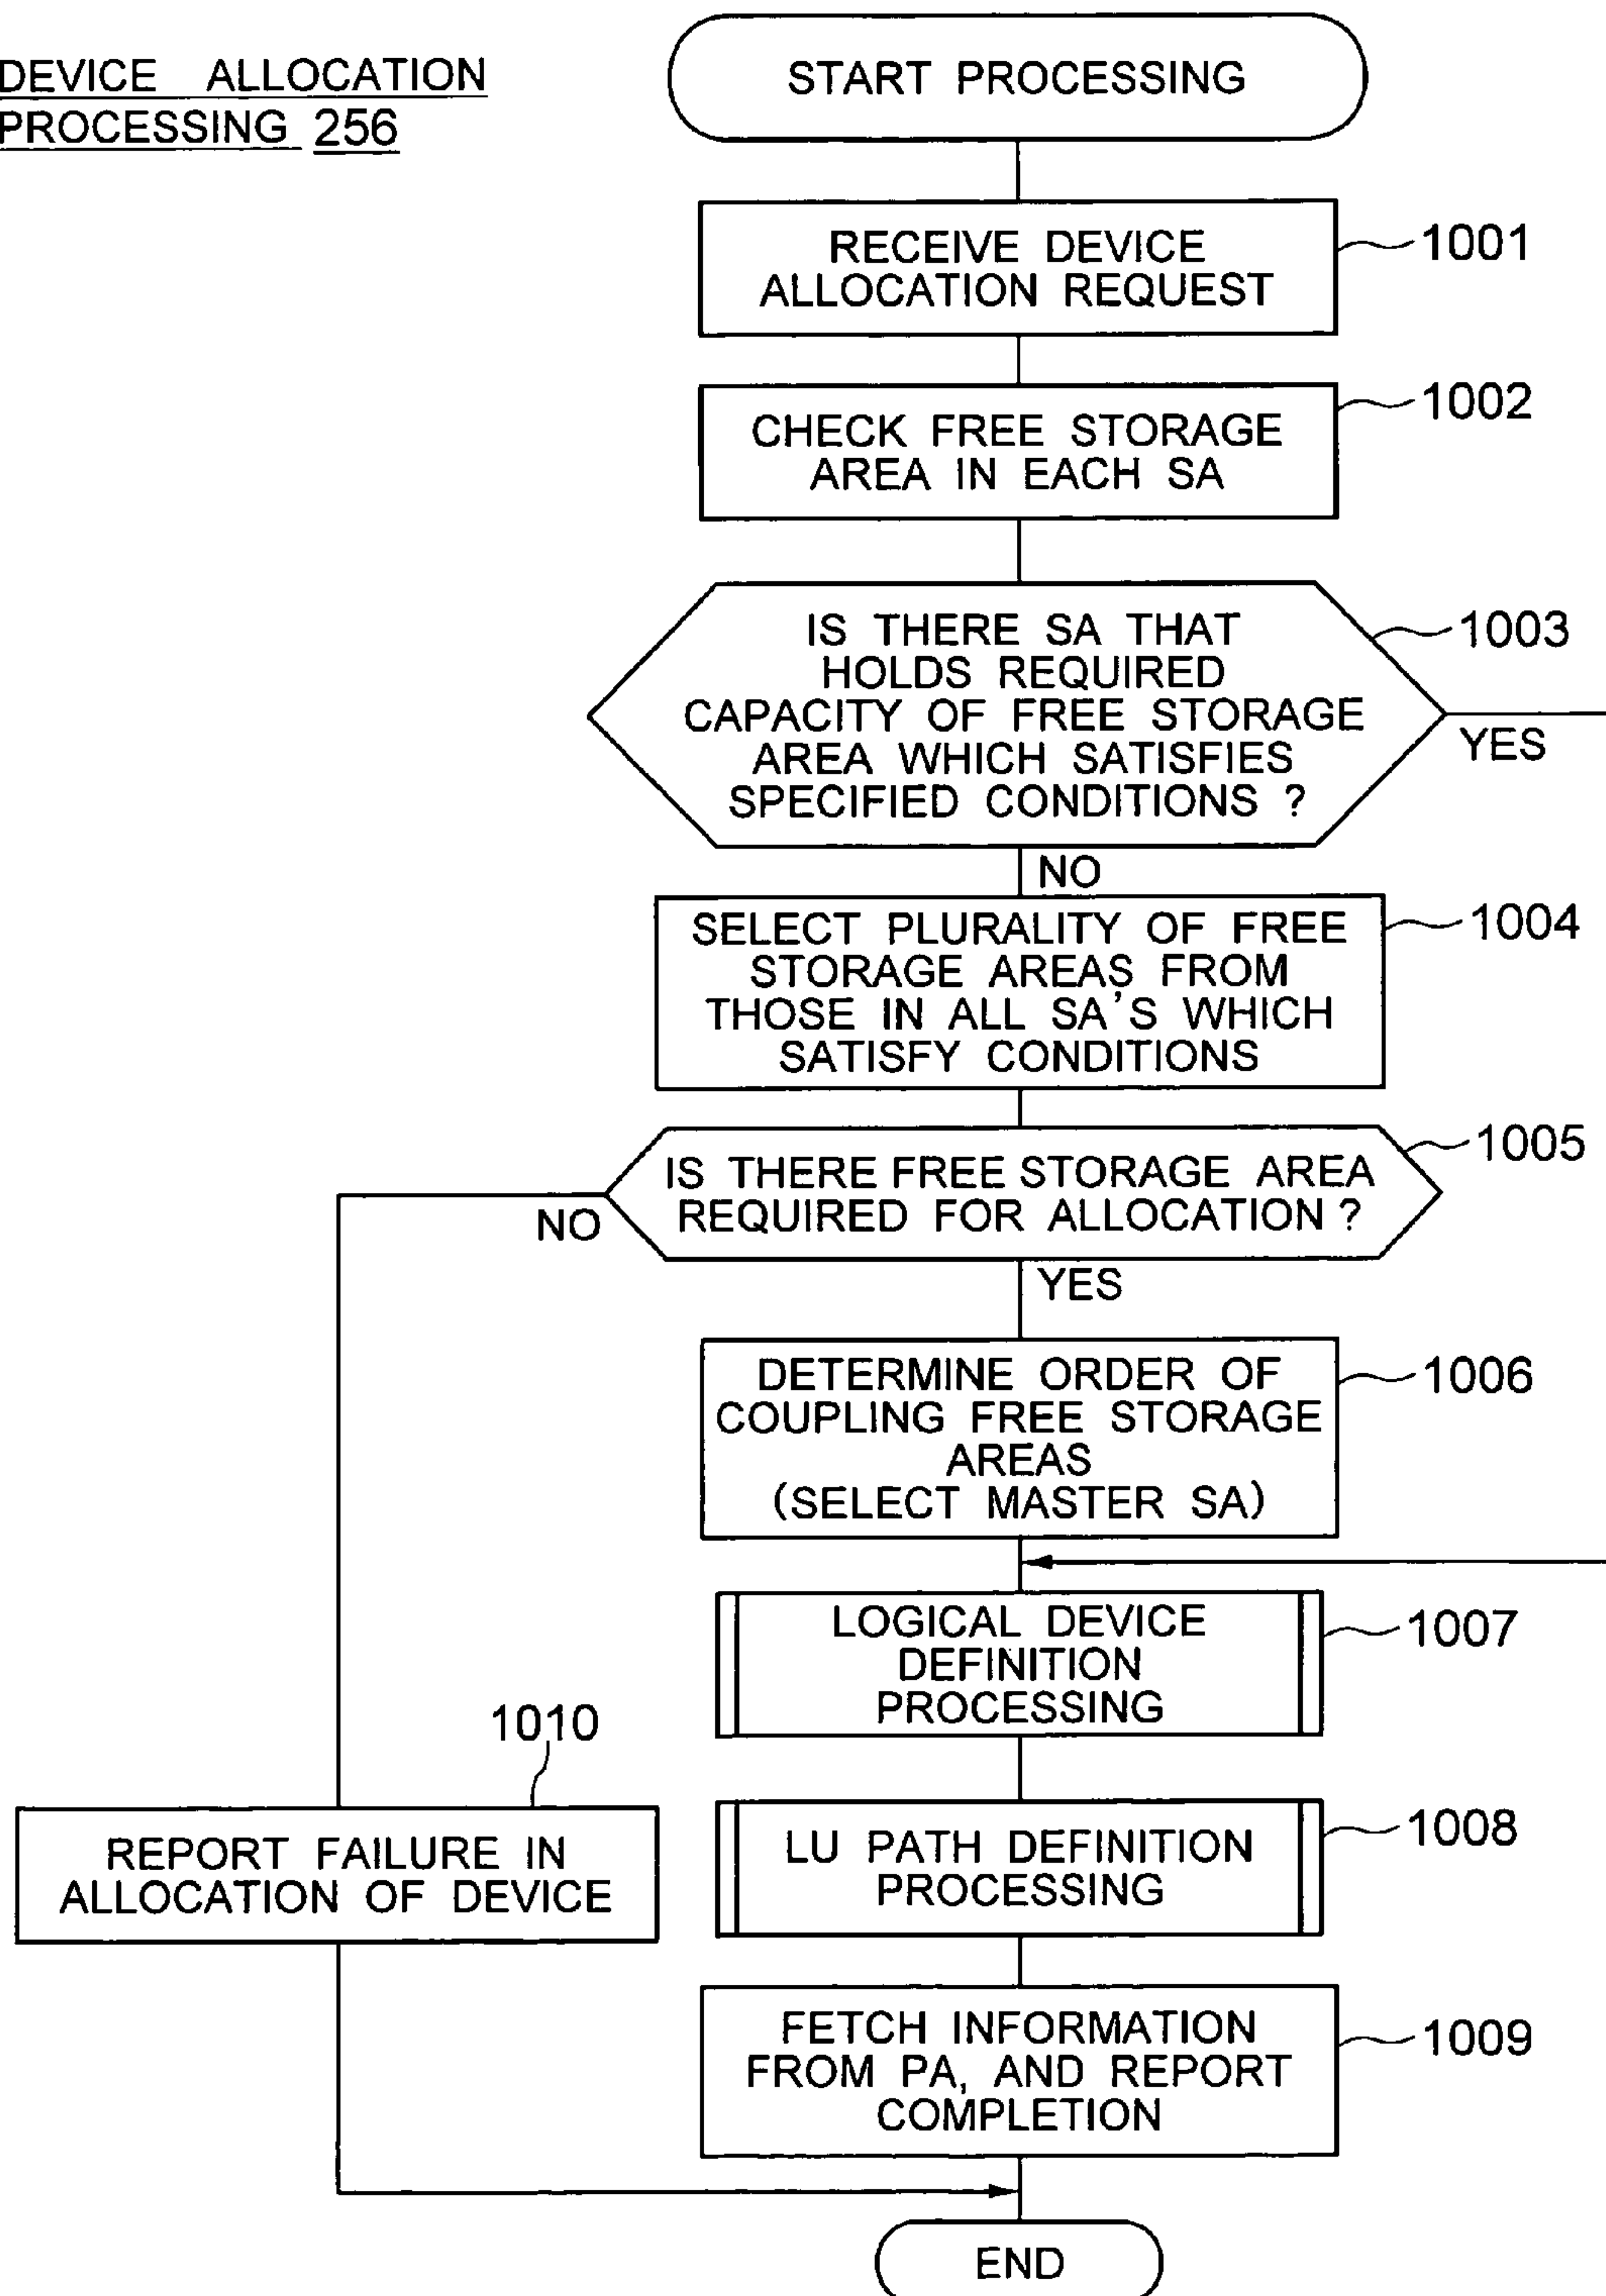 DEVICE ALLOCATION
PROCESSING 256
START PROCESSING
RECEIVE DEVICE
ALLOCATION REQUEST
1001
CHECK FREE STORAGE
AREA IN EACH SA
1002
IS THERE SA THAT
HOLDS REQUIRED
CAPACITY OF FREE STORAGE
AREA WHICH SATISFIES
SPECIFIED CONDITIONS ?
1003
YES
NO
SELECT PLURALITY OF FREE
STORAGE AREAS FROM
THOSE IN ALL SA'S WHICH
SATISFY CONDITIONS
1004
IS THERE FREE STORAGE AREA
REQUIRED FOR ALLOCATION ?
1005
NO
YES
DETERMINE ORDER OF
COUPLING FREE STORAGE
AREAS
(SELECT MASTER SA)
1006
LOGICAL DEVICE
DEFINITION
PROCESSING
1007
1010
REPORT FAILURE IN
ALLOCATION OF DEVICE
LU PATH DEFINITION
PROCESSING
1008
FETCH INFORMATION
FROM PA, AND REPORT
COMPLETION
1009
END